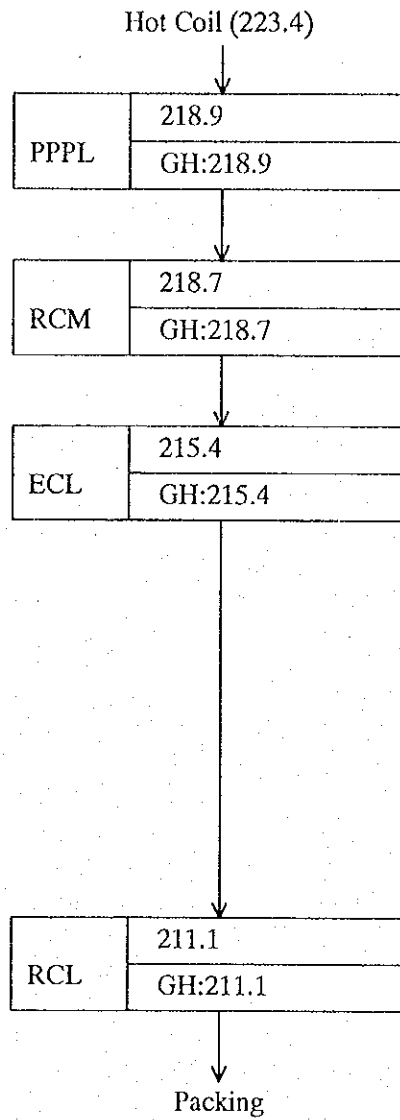 Hot Coil (223.4)
PPPL
218.9
GH:218.9
RCM
218.7
GH:218.7
ECL
215.4
GH:215.4
RCL
211.1
GH:211.1
Packing